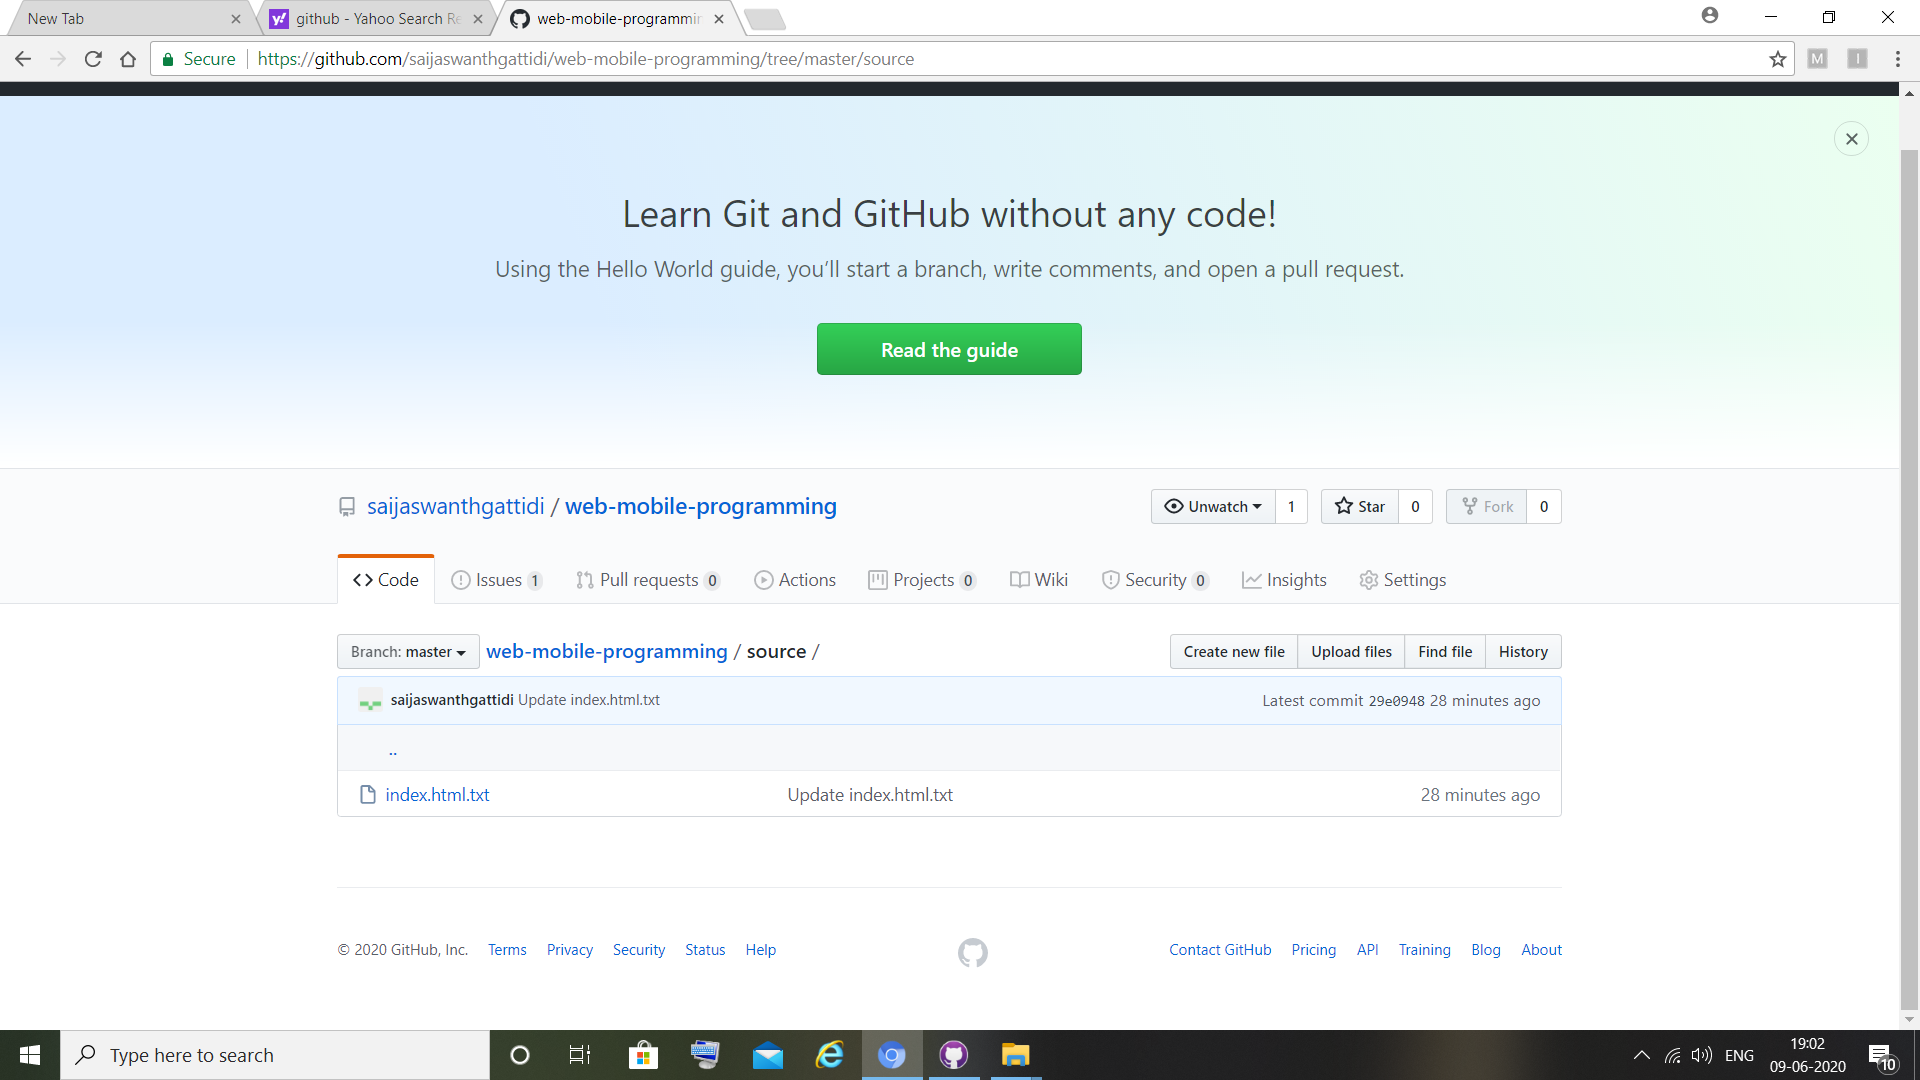 New Tab
github - Yahoo Search Re
web-mobile-programmin
Secure
https://github.com/saijaswanthgattidi/web-mobile-programming/tree/master/source
M
I
Learn Git and GitHub without any code!
Using the Hello World guide, you’ll start a branch, write comments, and open a pull request.
Read the guide
saijaswanthgattidi / web-mobile-programming
Unwatch 1
Star 0
Fork 0
Code
Issues 1
Pull requests 0
Actions
Projects 0
Wiki
Security 0
Insights
Settings
Branch: master
web-mobile-programming / source /
Create new file
Upload files
Find file
History
saijaswanthgattidi Update index.html.txt
Latest commit 29e0948 28 minutes ago
..
index.html.txt
Update index.html.txt
28 minutes ago
© 2020 GitHub, Inc.
Terms
Privacy
Security
Status
Help
Contact GitHub
Pricing
API
Training
Blog
About
Type here to search
ENG
19:02
09-06-2020
10